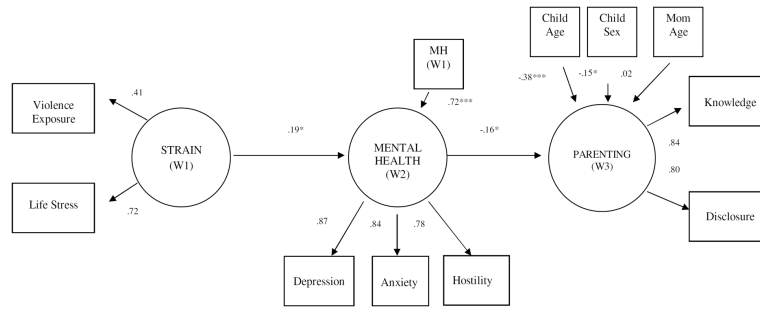 Child
Age
Child
Sex
Mom
Age
MH
(W1)
-.38***
-.15*
.02
.72***
Violence
Exposure
.41
STRAIN
(W1)
.19*
MENTAL
HEALTH
(W2)
-.16*
PARENTING
(W3)
Knowledge
.84
.80
Life Stress
.72
Disclosure
.87
.84
.78
Depression
Anxiety
Hostility